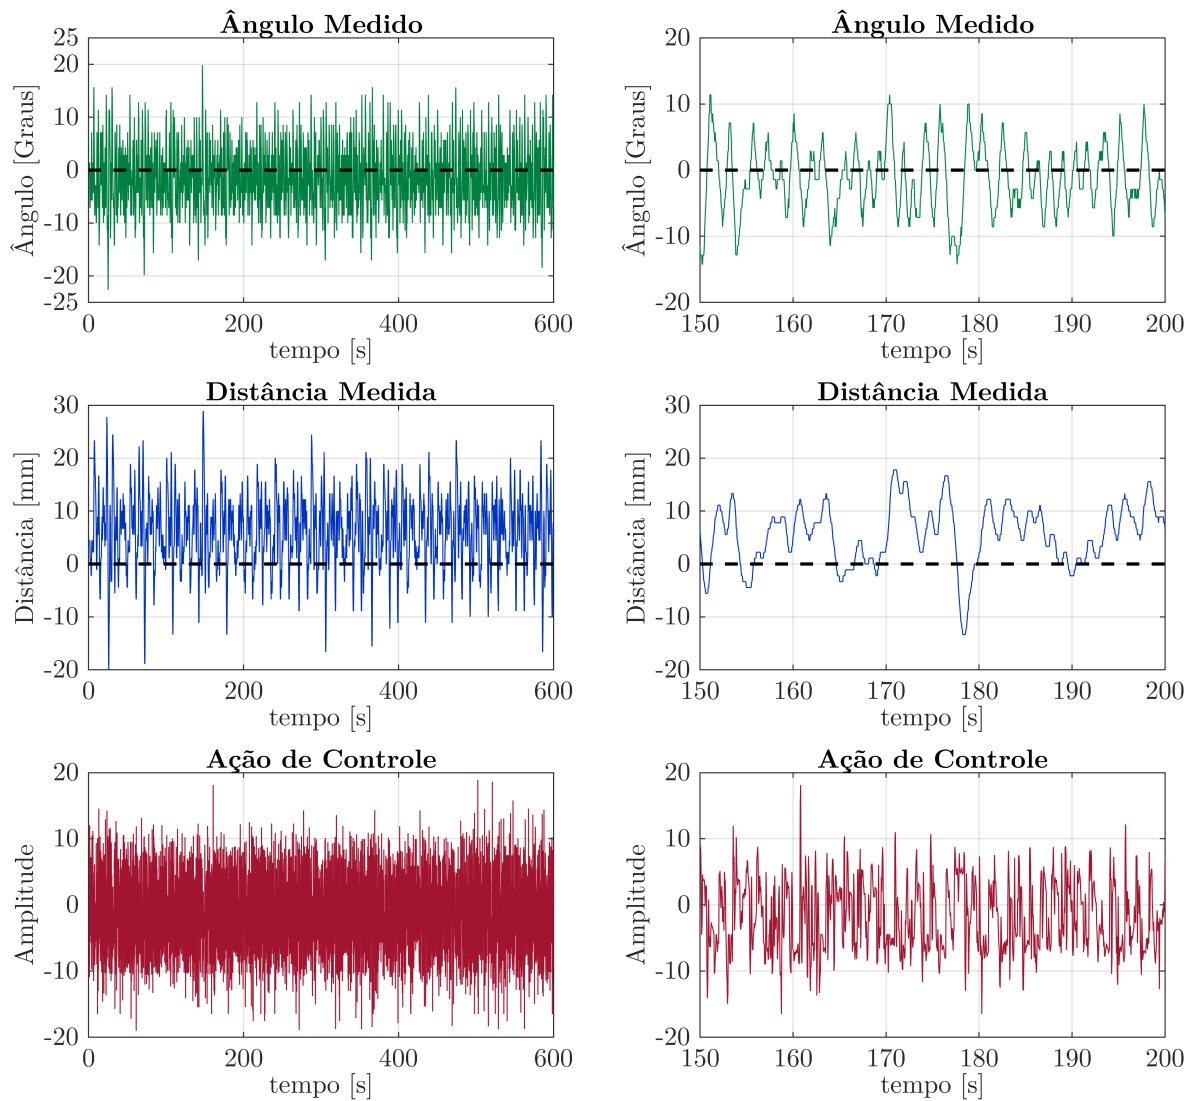 Ângulo Medido
25
20
10
0
-10
-20
-25
Ângulo [Graus]
0 200 400 600
tempo [s]
Ângulo Medido
20
10
0
-10
-20
Ângulo [Graus]
150 160 170 180 190 200
tempo [s]
Distância Medida
30
20
10
0
-10
-20
Distância [mm]
0 200 400 600
tempo [s]
Distância Medida
30
20
10
0
-10
-20
Distância [mm]
150 160 170 180 190 200
tempo [s]
Ação de Controle
20
10
0
-10
-20
Amplitude
0 200 400 600
tempo [s]
Ação de Controle
20
10
0
-10
-20
Amplitude
150 160 170 180 190 200
tempo [s]